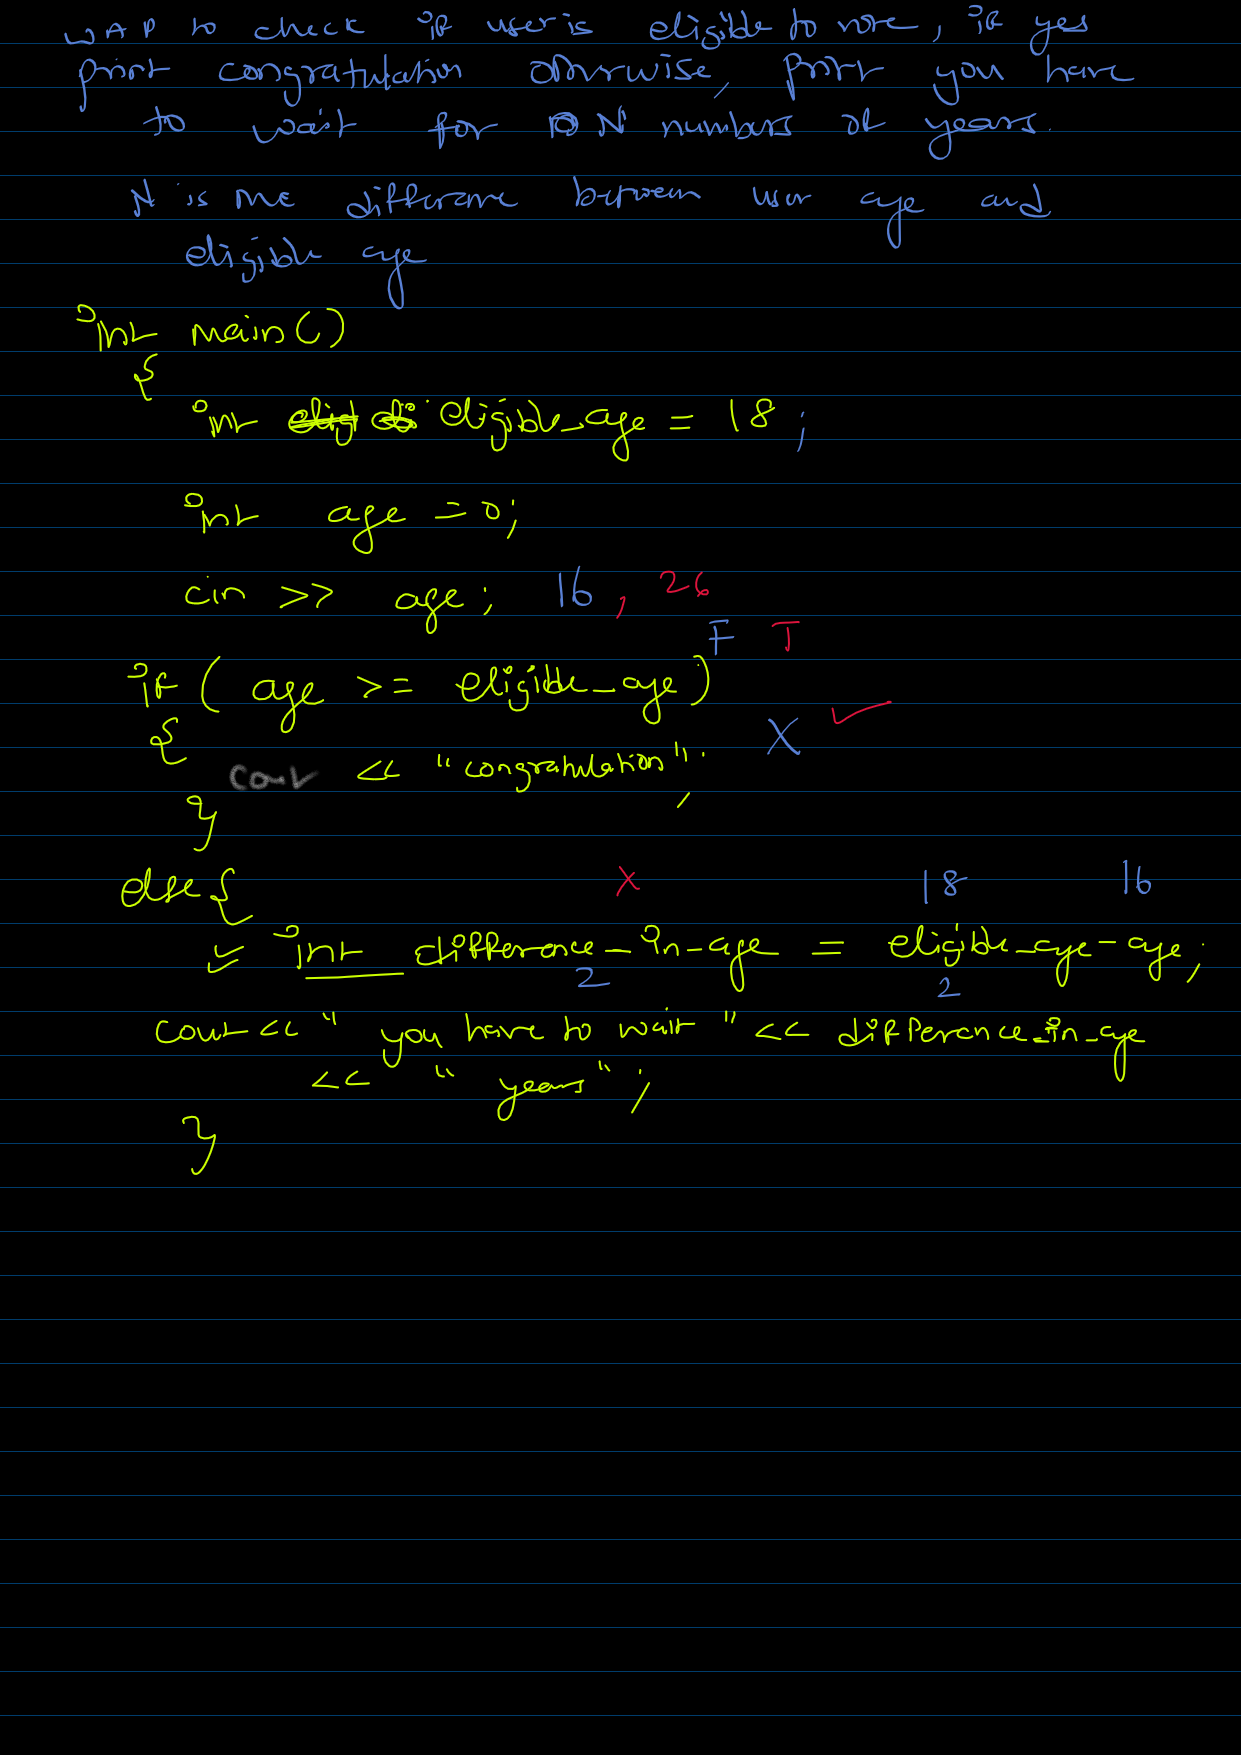 WAP to check if user is eligible to vote, if yes
print congratulation otherwise, print you have
to wait for N numbers of years.
N is the difference between user age and
eligible age
int main()
{
int eligible_age = 18;
int age = 0;
cin >> age; 16, 26
F T
if (age >= eligible_age)
{ X ✓
cout << "congratulation";
}
else {
X 18 16
✓ int difference_in_age = eligible_age - age;
2 2
cout << " you have to wait " << difference_in_age
<< " years";
}